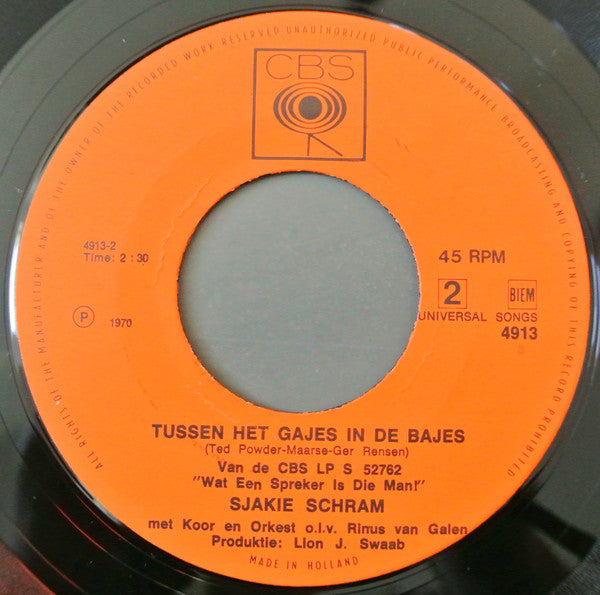 ALL RIGHTS OF THE MANUFACTURER AND OF THE OWNER OF THE RECORDED WORK RESERVED UNAUTHORIZED PUBLIC PERFORMANCE BROADCASTING AND COPYING OF THIS RECORD PROHIBITED
CBS
4913-2
Time: 2:30
45 RPM
2
BIEM
UNIVERSAL SONGS
4913
P 1970
TUSSEN HET GAJES IN DE BAJES
(Ted Powder-Maarse-Ger Rensen)
Van de CBS LP S 52762
"Wat Een Spreker Is Die Man!"
SJAKIE SCHRAM
met Koor en Orkest o.l.v. Rinus van Galen
Produktie: Lion J. Swaab
MADE IN HOLLAND